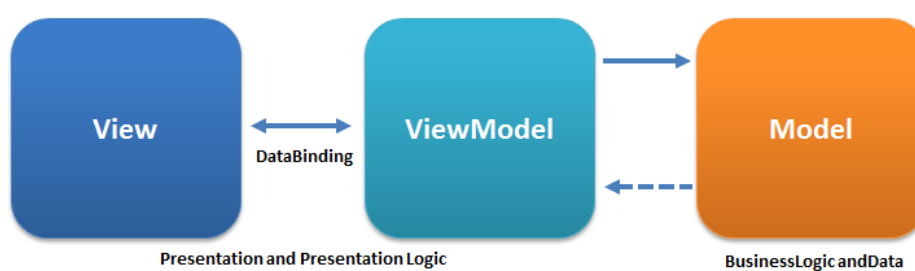 View
ViewModel
Model
DataBinding
Presentation and Presentation Logic
BusinessLogic andData